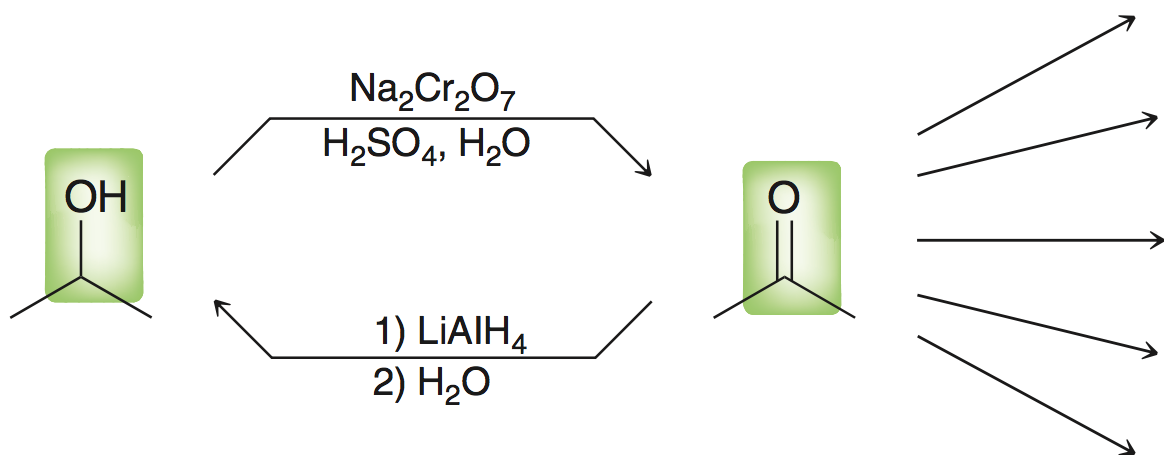 Na₂Cr₂O₇
H₂SO₄, H₂O
OH
O
1) LiAlH₄
2) H₂O